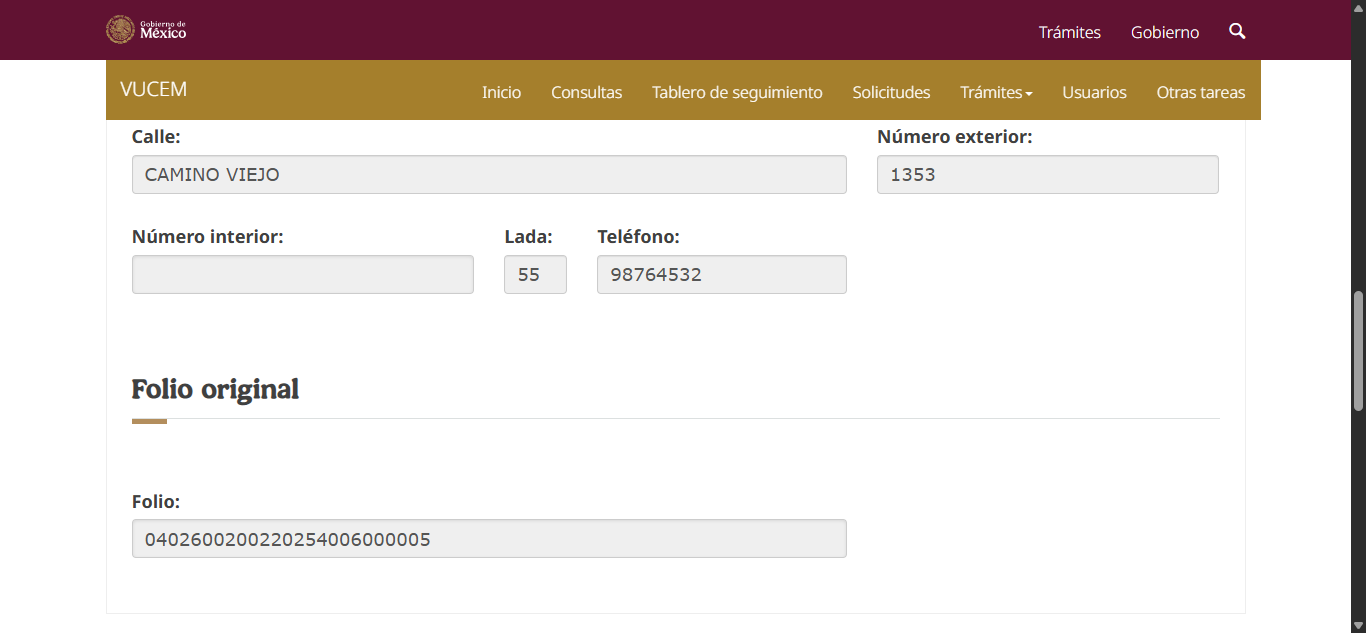 Gobierno de
México
Trámites
Gobierno
VUCEM
Inicio
Consultas
Tablero de seguimiento
Solicitudes
Trámites
Usuarios
Otras tareas
Calle:
Número exterior:
CAMINO VIEJO
1353
Número interior:
Lada:
Teléfono:
55
98764532
Folio original
Folio:
0402600200220254006000005